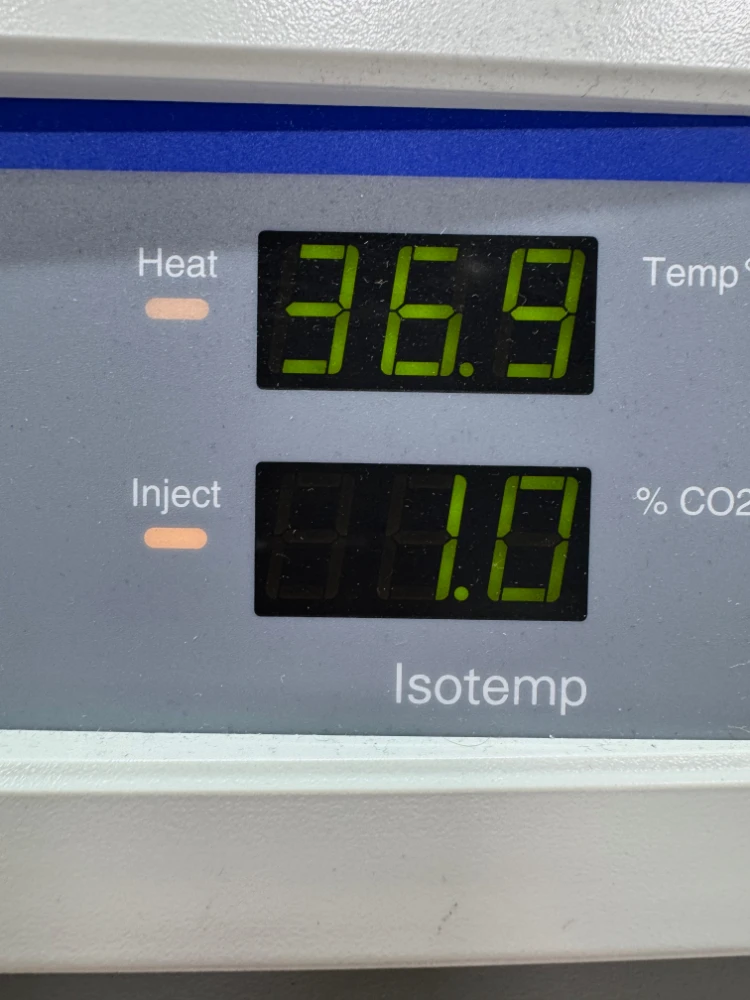 Heat 36.9 Temp°
Inject 1.0 % CO2
Isotemp